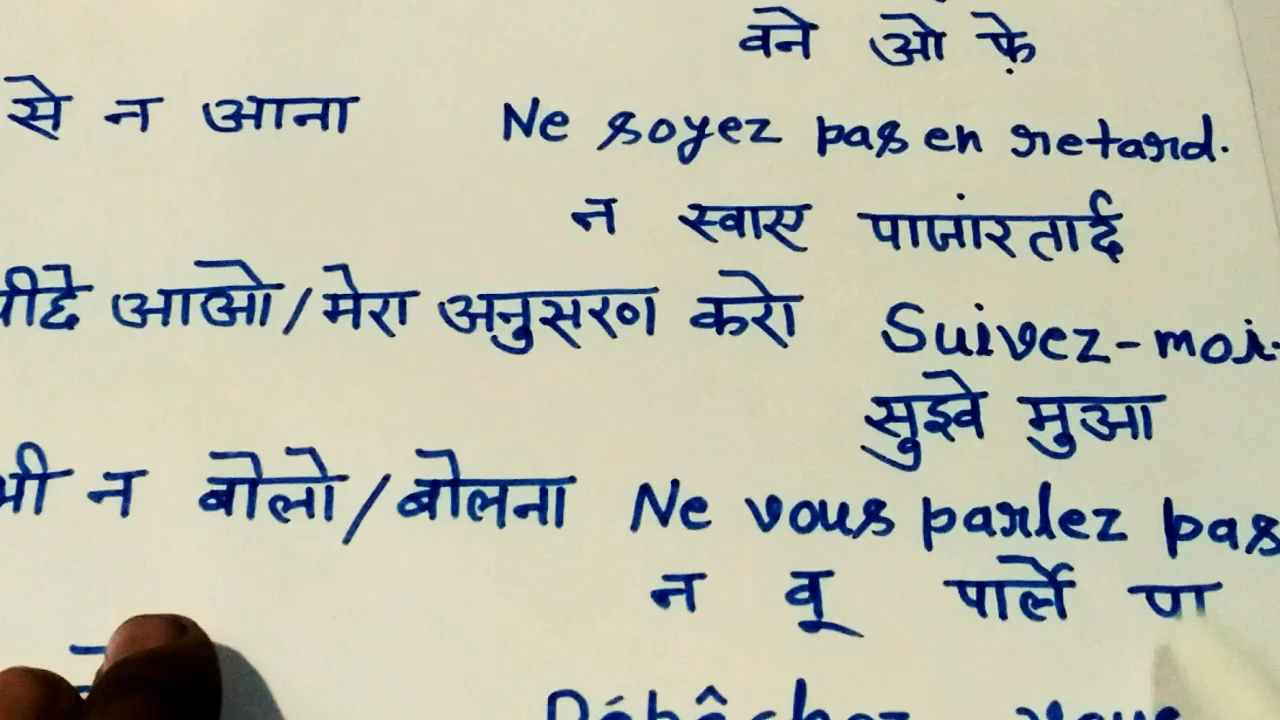 वने ओ फ़े
से न आना Ne soyez pas en retard.
न स्वाए पाजांरतार्द
आओ/मेरा अनुसरण करो Suivez-moi.
सुइवे मुआ
न बोलो/बोलना Ne vous parlez pas
न वू पार्ले पा